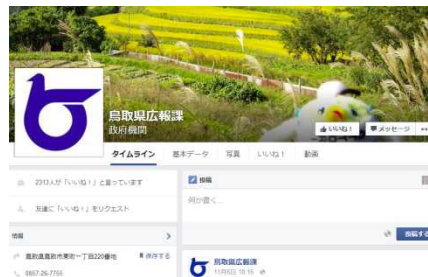 鳥取県広報課
政府機関
いいね！
メッセージ
タイムライン
基本データ
写真
いいね！
動画
2313人が「いいね！」と言っています
友達に「いいね！」をリクエスト
情報
鳥取県鳥取市東町一丁目220番地
保存する
0857-26-7755
投稿
何か書く...
投稿する
鳥取県広報課